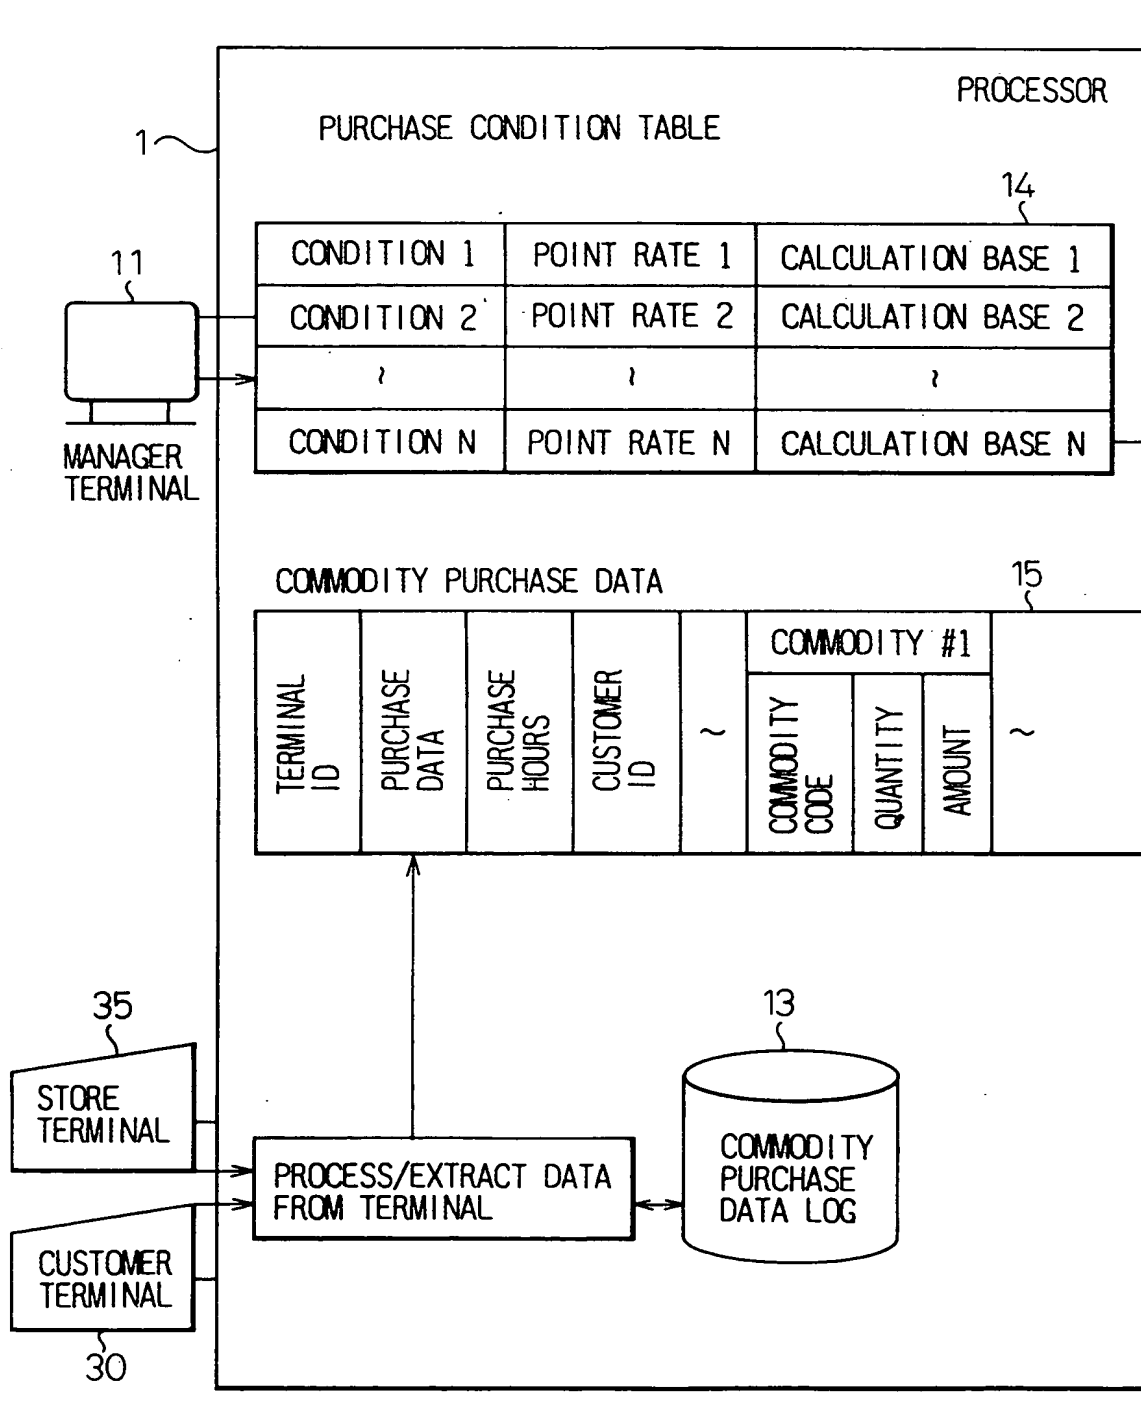 PROCESSOR
PURCHASE CONDITION TABLE
1
14
CONDITION 1 POINT RATE 1 CALCULATION BASE 1
11
CONDITION 2 POINT RATE 2 CALCULATION BASE 2
~ ~ ~
CONDITION N POINT RATE N CALCULATION BASE N
MANAGER
TERMINAL
COMMODITY PURCHASE DATA
15
TERMINAL
ID
PURCHASE
DATA
PURCHASE
HOURS
CUSTOMER
ID
~
COMMODITY #1
COMMODITY
CODE
QUANTITY
AMOUNT
~
35
STORE
TERMINAL
13
COMMODITY
PURCHASE
DATA LOG
PROCESS/EXTRACT DATA
FROM TERMINAL
CUSTOMER
TERMINAL
30